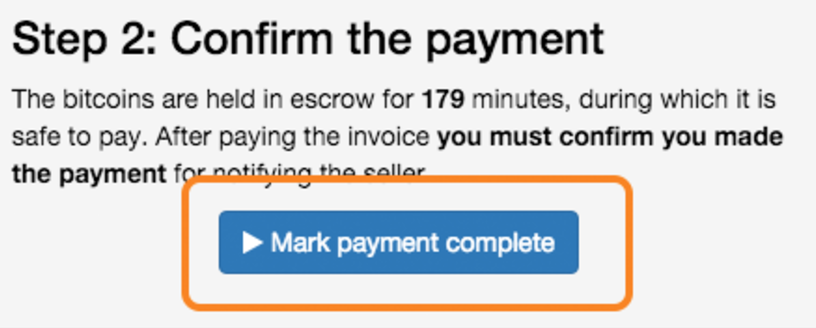 Step 2: Confirm the payment
The bitcoins are held in escrow for 179 minutes, during which it is
safe to pay. After paying the invoice you must confirm you made
the payment for notifying the seller.
Mark payment complete